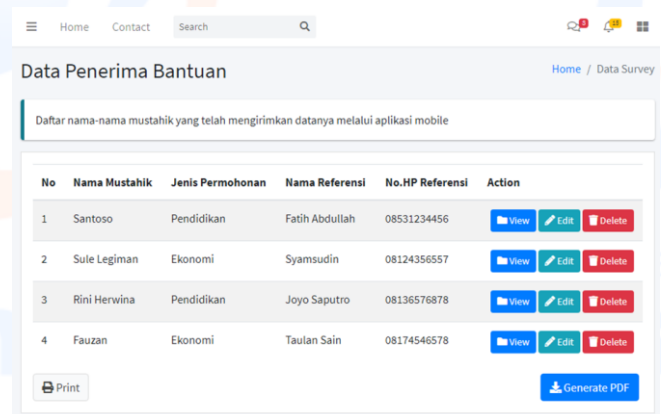 Home Contact Search 3 15
Data Penerima Bantuan Home / Data Survey
Daftar nama-nama mustahik yang telah mengirimkan datanya melalui aplikasi mobile
No Nama Mustahik Jenis Permohonan Nama Referensi No.HP Referensi Action
1 Santoso Pendidikan Fatih Abdullah 08531234456 View Edit Delete
2 Sule Legiman Ekonomi Syamsudin 08124356557 View Edit Delete
3 Rini Herwina Pendidikan Joyo Saputro 08136576878 View Edit Delete
4 Fauzan Ekonomi Taulan Sain 08174546578 View Edit Delete
Print Generate PDF